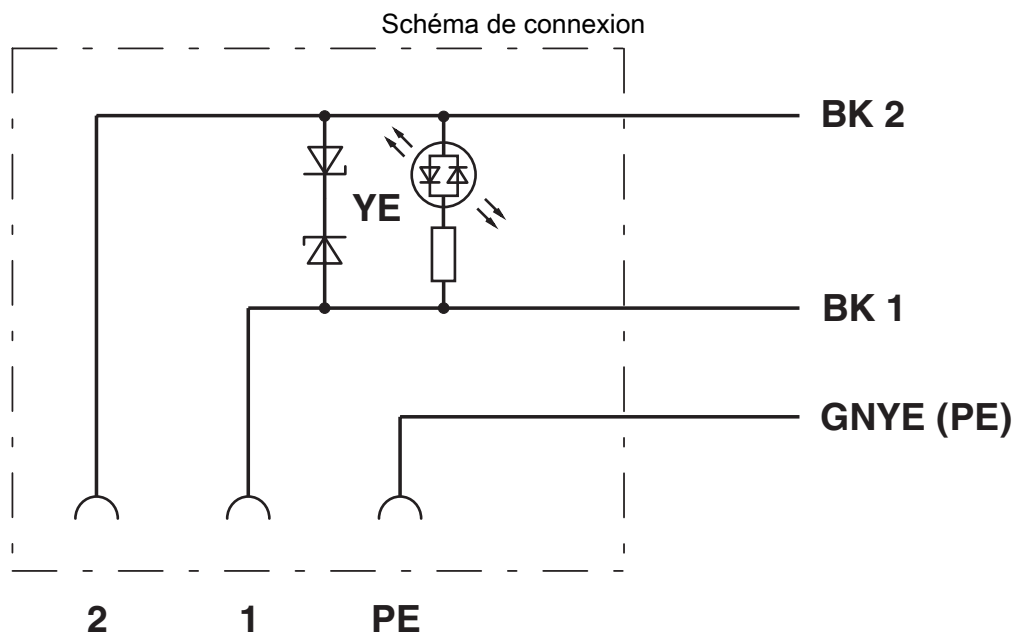 Schéma de connexion
BK 2
YE
BK 1
GNYE (PE)
2 1 PE